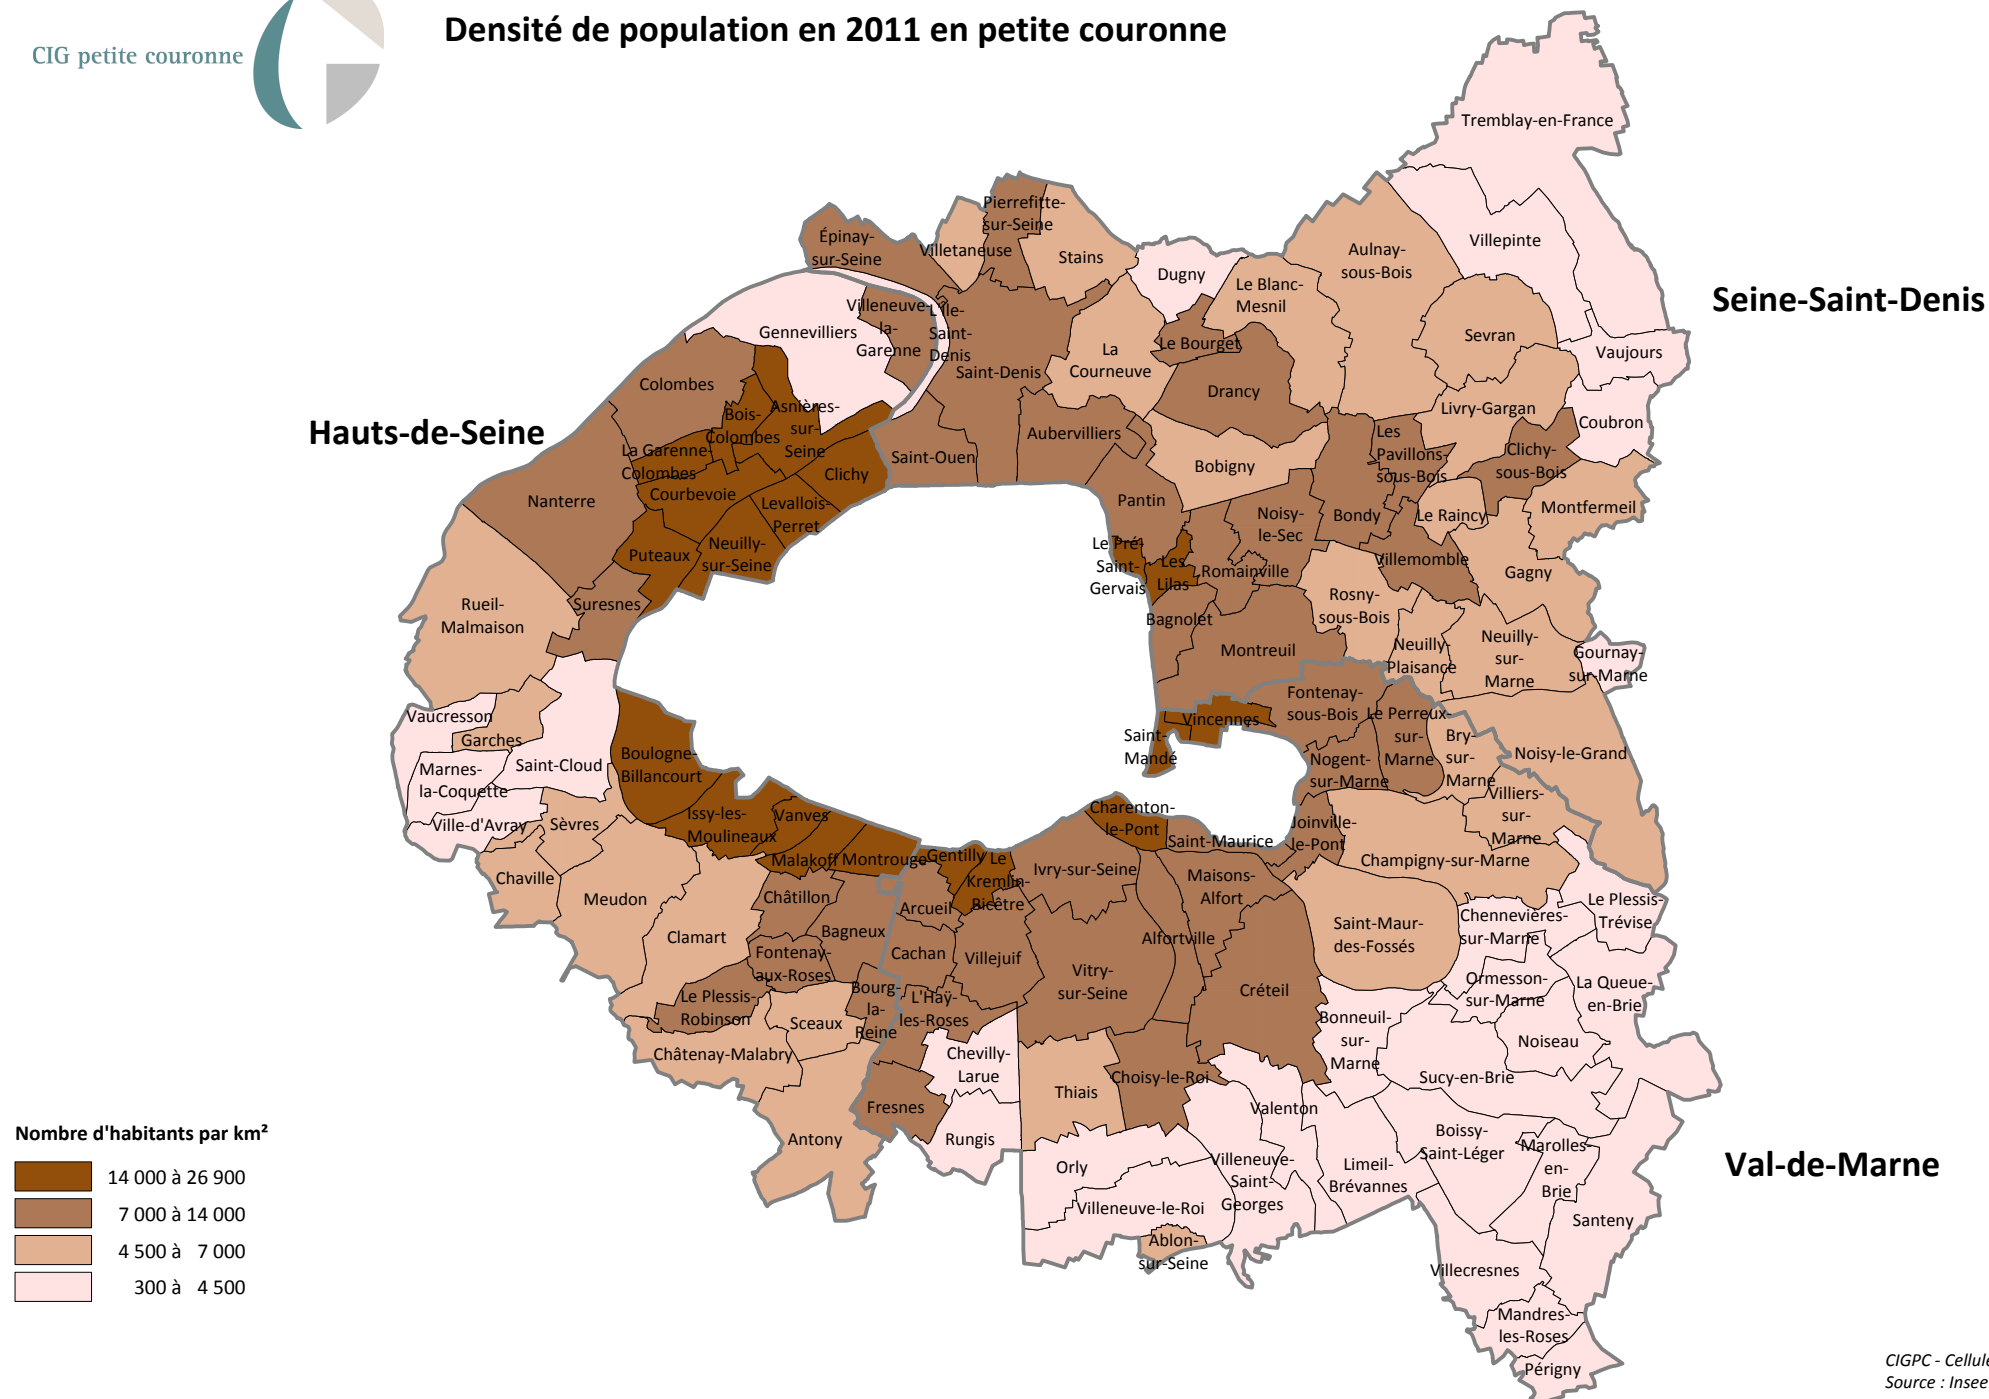 CIG petite couronne
Densité de population en 2011 en petite couronne
Tremblay-en-France
Villepinte
Seine-Saint-Denis
Pierrefitte-
sur-Seine
Épinay-
sur-Seine
Villetaneuse
Stains
Dugny
Aulnay-
sous-Bois
Le Blanc-
Mesnil
Sevran
Vaujours
Villeneuve-
la-
Garenne
L'Île-
Saint-
Denis
Gennevilliers
Saint-Denis
La
Courneuve
Le Bourget
Drancy
Livry-Gargan
Coubron
Colombes
Hauts-de-Seine
Bois-
Colombes
Asnières-
sur-
Seine
La Garenne-
Colombes
Clichy
Saint-Ouen
Aubervilliers
Bobigny
Les
Pavillons-
sous-Bois
Clichy-
sous-Bois
Montfermeil
Nanterre
Courbevoie
Levallois-
Perret
Pantin
Noisy-
le-Sec
Bondy
Le Raincy
Puteaux
Neuilly-
sur-Seine
Le Pré-
Saint-
Gervais
Les
Lilas
Romainville
Villemomble
Gagny
Rueil-
Malmaison
Suresnes
Bagnolet
Rosny-
sous-Bois
Montreuil
Neuilly-
Plaisance
Neuilly-
sur-
Marne
Gournay-
sur-Marne
Vaucresson
Garches
Marnes-
la-Coquette
Saint-Cloud
Ville-d'Avray
Boulogne-
Billancourt
Saint-
Mandé
Vincennes
Fontenay-
sous-Bois
Le Perreux-
sur-
Marne
Nogent-
sur-Marne
Bry-
sur-
Marne
Noisy-le-Grand
Villiers-
sur-
Marne
Sèvres
Issy-les-
Moulineaux
Vanves
Malakoff
Montrouge
Gentilly
Le
Kremlin-
Bicêtre
Charenton-
le-Pont
Saint-Maurice
Joinville-
le-Pont
Champigny-sur-Marne
Chaville
Meudon
Châtillon
Arcueil
Ivry-sur-Seine
Maisons-
Alfort
Le Plessis-
Trévise
Clamart
Bagneux
Fontenay-
aux-Roses
Cachan
Villejuif
Vitry-
sur-Seine
Alfortville
Saint-Maur-
des-Fossés
Chennevières-
sur-Marne
Ormesson-
sur-Marne
La Queue-
en-Brie
Le Plessis-
Robinson
Sceaux
Bourg-
la-
Reine
L'Haÿ-
les-Roses
Créteil
Bonneuil-
sur-
Marne
Noiseau
Châtenay-Malabry
Chevilly-
Larue
Thiais
Choisy-le-Roi
Sucy-en-Brie
Antony
Fresnes
Rungis
Valenton
Boissy-
Saint-Léger
Marolles-
en-
Brie
Val-de-Marne
Orly
Villeneuve-
Saint-
Georges
Limeil-
Brévannes
Villeneuve-le-Roi
Santeny
Ablon-
sur-Seine
Villecresnes
Mandres-
les-Roses
Périgny
Nombre d'habitants par km²
14 000 à 26 900
7 000 à 14 000
4 500 à 7 000
300 à 4 500
CIGPC - Cellule
Source : Insee